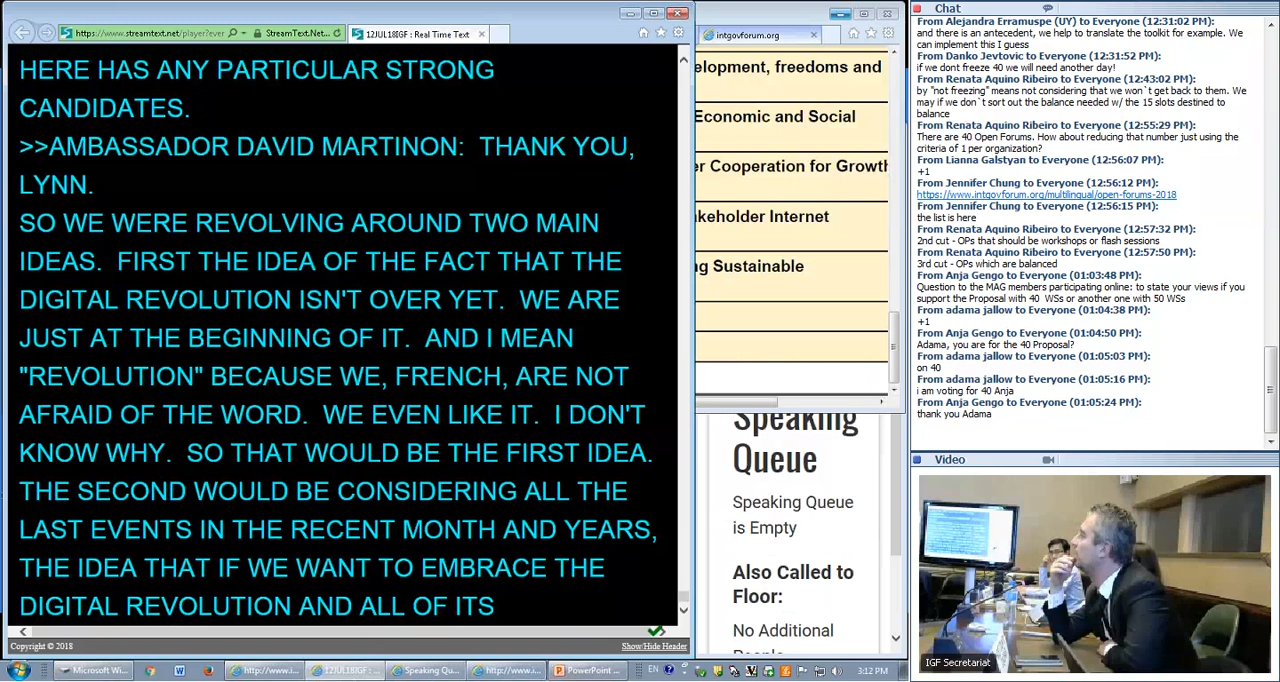 https://www.streamtext.net/player?ever
StreamText.Net...
12JUL18IGF : Real Time Text
HERE HAS ANY PARTICULAR STRONG
CANDIDATES.
>>AMBASSADOR DAVID MARTINON:  THANK YOU,
LYNN.
SO WE WERE REVOLVING AROUND TWO MAIN
IDEAS.  FIRST THE IDEA OF THE FACT THAT THE
DIGITAL REVOLUTION ISN'T OVER YET.  WE ARE
JUST AT THE BEGINNING OF IT.  AND I MEAN
"REVOLUTION" BECAUSE WE, FRENCH, ARE NOT
AFRAID OF THE WORD.  WE EVEN LIKE IT.  I DON'T
KNOW WHY.  SO THAT WOULD BE THE FIRST IDEA.
THE SECOND WOULD BE CONSIDERING ALL THE
LAST EVENTS IN THE RECENT MONTH AND YEARS,
THE IDEA THAT IF WE WANT TO EMBRACE THE
DIGITAL REVOLUTION AND ALL OF ITS
Copyright © 2018
Show/Hide Header
intgovforum.org
elopment, freedoms and
Economic and Social
er Cooperation for Growth
keholder Internet
ng Sustainable
Speaking
Queue
Speaking Queue
is Empty
Also Called to
Floor:
No Additional
People
Chat
From Alejandra Erramuspe (UY) to Everyone (12:31:02 PM):
and there is an antecedent, we help to translate the toolkit for example. We
can implement this I guess
From Danko Jevtovic to Everyone (12:31:52 PM):
if we dont freeze 40 we will need another day!
From Renata Aquino Ribeiro to Everyone (12:43:02 PM):
by "not freezing" means not considering that we won`t get back to them. We
may if we don`t sort out the balance needed w/ the 15 slots destined to
balance
From Renata Aquino Ribeiro to Everyone (12:55:29 PM):
There are 40 Open Forums. How about reducing that number just using the
criteria of 1 per organization?
From Lianna Galstyan to Everyone (12:56:07 PM):
+1
From Jennifer Chung to Everyone (12:56:12 PM):
https://www.intgovforum.org/multilingual/open-forums-2018
From Jennifer Chung to Everyone (12:56:15 PM):
the list is here
From Renata Aquino Ribeiro to Everyone (12:57:32 PM):
2nd cut - OPs that should be workshops or flash sessions
From Renata Aquino Ribeiro to Everyone (12:57:50 PM):
3rd cut - OPs which are balanced
From Anja Gengo to Everyone (01:03:48 PM):
Question to the MAG members participating online: to state your views if you
support the Proposal with 40  WSs or another one with 50 WSs
From adama jallow to Everyone (01:04:38 PM):
+1
From Anja Gengo to Everyone (01:04:50 PM):
Adama, you are for the 40 Proposal?
From adama jallow to Everyone (01:05:03 PM):
on 40
From adama jallow to Everyone (01:05:16 PM):
i am voting for 40 Anja
From Anja Gengo to Everyone (01:05:24 PM):
thank you Adama
Video
IGF Secretariat
Microsoft Wi...
http://www.i...
12JUL18IGF :...
Speaking Qu...
http://www.i...
PowerPoint ...
EN
3:12 PM